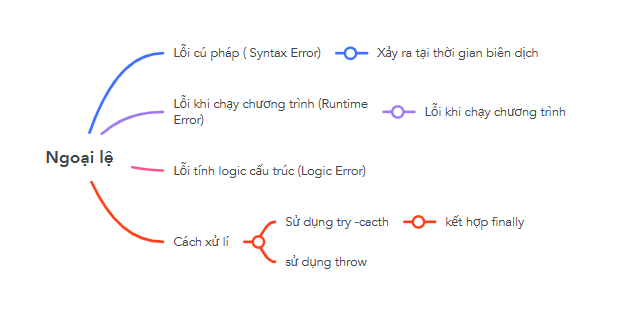 Lỗi cú pháp ( Syntax Error)
Xảy ra tại thời gian biên dịch
Lỗi khi chạy chương trình (Runtime
Error)
Lỗi khi chạy chương trình
Ngoại lệ
Lỗi tính logic cấu trúc (Logic Error)
Cách xử lí
Sử dụng try -cacth
kết hợp finally
sử dụng throw